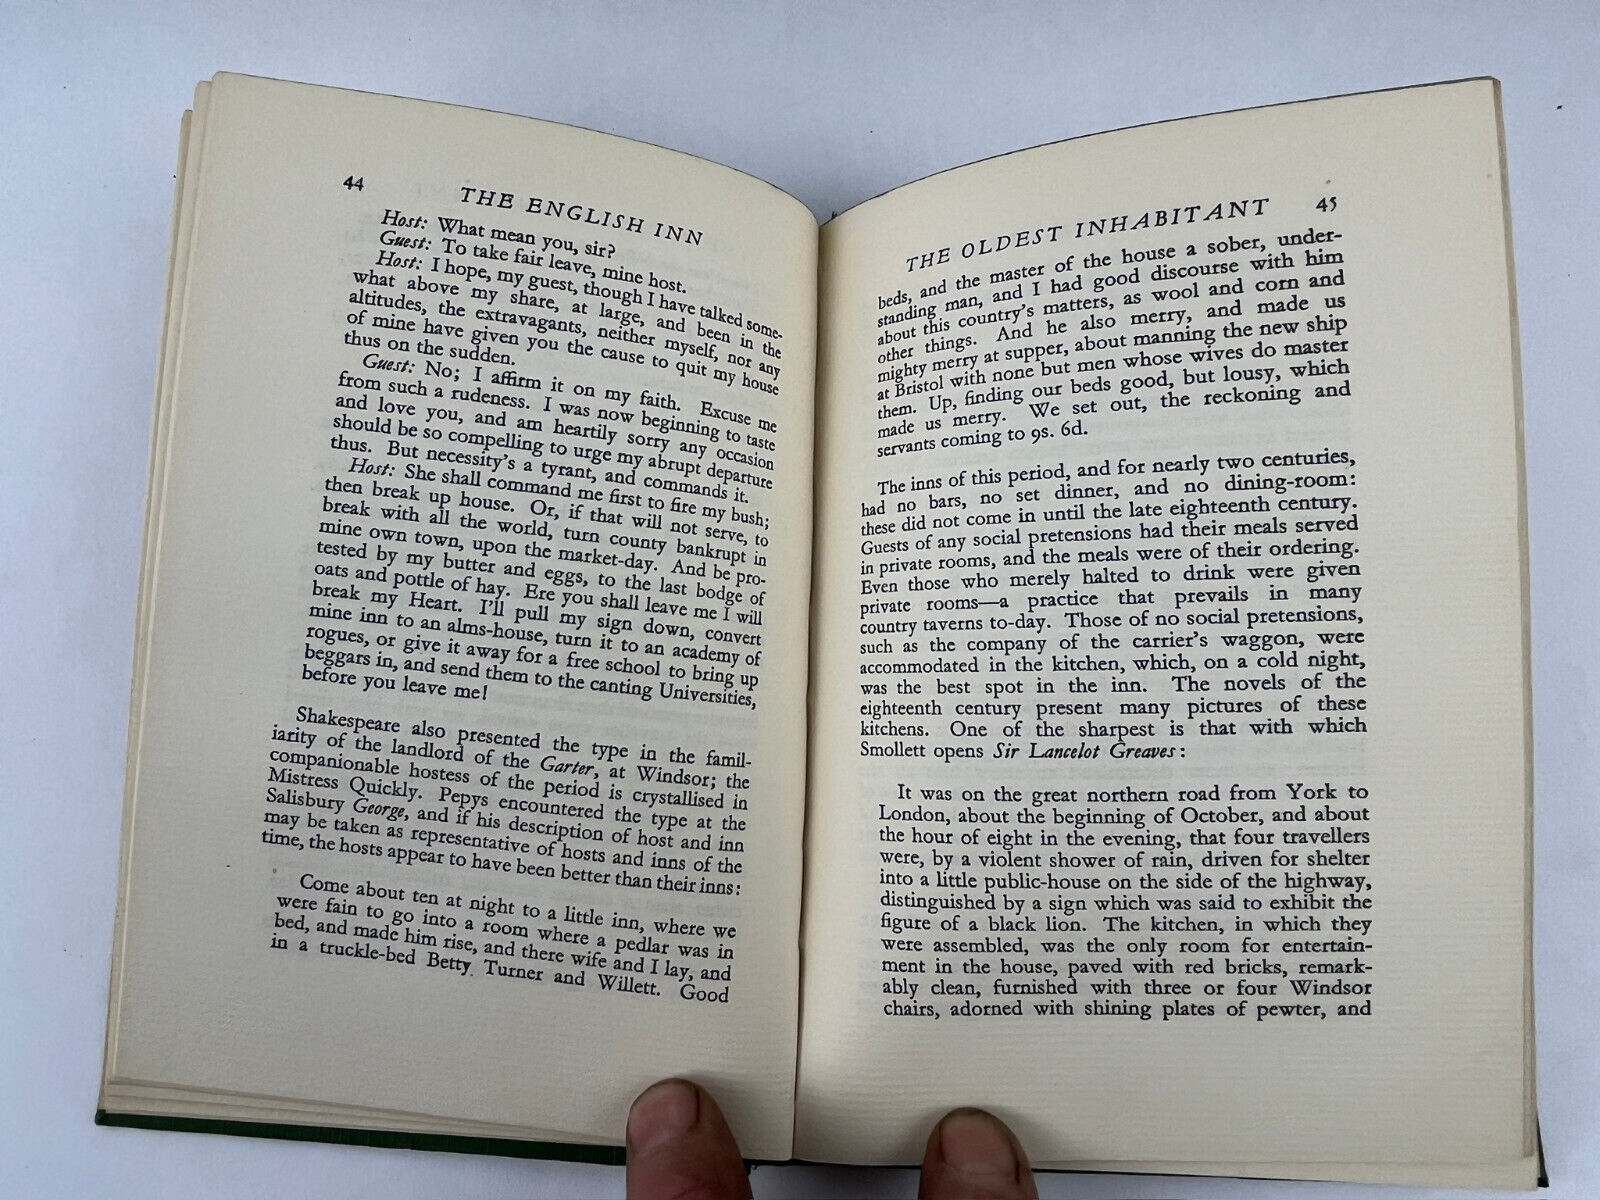 44
THE ENGLISH INN
Host: What mean you, sir?
Guest: To take fair leave, mine host.
Host: I hope, my guest, though I have talked some-
what above my share, at large, and been in the
altitudes, the extravagants, neither myself, nor any
of mine have given you the cause to quit my house
thus on the sudden.
Guest: No; I affirm it on my faith. Excuse me
from such a rudeness. I was now beginning to taste
and love you, and am heartily sorry any occasion
should be so compelling to urge my abrupt departure
thus. But necessity's a tyrant, and commands it.
Host: She shall command me first to fire my bush;
then break up house. Or, if that will not serve, to
break with all the world, turn county bankrupt in
mine own town, upon the market-day. And be pro-
tested by my butter and eggs, to the last bodge of
oats and pottle of hay. Ere you shall leave me I will
break my Heart. I'll pull my sign down, convert
mine inn to an alms-house, turn it to an academy of
rogues, or give it away for a free school to bring up
beggars in, and send them to the canting Universities,
before you leave me!
Shakespeare also presented the type in the famil-
iarity of the landlord of the Garter, at Windsor; the
companionable hostess of the period is crystallised in
Mistress Quickly. Pepys encountered the type at the
Salisbury George, and if his description of host and inn
may be taken as representative of hosts and inns of the
time, the hosts appear to have been better than their inns:
Come about ten at night to a little inn, where we
were fain to go into a room where a pedlar was in
bed, and made him rise, and there wife and I lay, and
in a truckle-bed Betty Turner and Willett. Good
THE OLDEST INHABITANT 45
beds, and the master of the house a sober, under-
standing man, and I had good discourse with him
about this country's matters, as wool and corn and
other things. And he also merry, and made us
mighty merry at supper, about manning the new ship
at Bristol with none but men whose wives do master
them. Up, finding our beds good, but lousy, which
made us merry. We set out, the reckoning and
servants coming to 9s. 6d.
The inns of this period, and for nearly two centuries,
had no bars, no set dinner, and no dining-room:
these did not come in until the late eighteenth century.
Guests of any social pretensions had their meals served
in private rooms, and the meals were of their ordering.
Even those who merely halted to drink were given
private rooms—a practice that prevails in many
country taverns to-day. Those of no social pretensions,
such as the company of the carrier's waggon, were
accommodated in the kitchen, which, on a cold night,
was the best spot in the inn. The novels of the
eighteenth century present many pictures of these
kitchens. One of the sharpest is that with which
Smollett opens Sir Lancelot Greaves:
It was on the great northern road from York to
London, about the beginning of October, and about
the hour of eight in the evening, that four travellers
were, by a violent shower of rain, driven for shelter
into a little public-house on the side of the highway,
distinguished by a sign which was said to exhibit the
figure of a black lion. The kitchen, in which they
were assembled, was the only room for entertain-
ment in the house, paved with red bricks, remark-
ably clean, furnished with three or four Windsor
chairs, adorned with shining plates of pewter, and